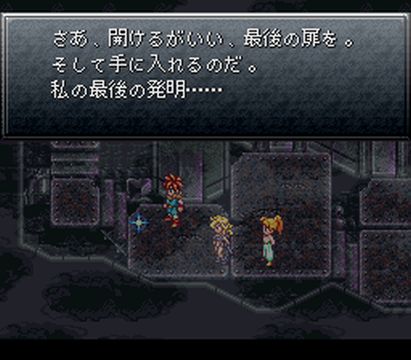 さあ、開けるがいい、最後の扉を。
そして手に入れるのだ。
私の最後の発明……